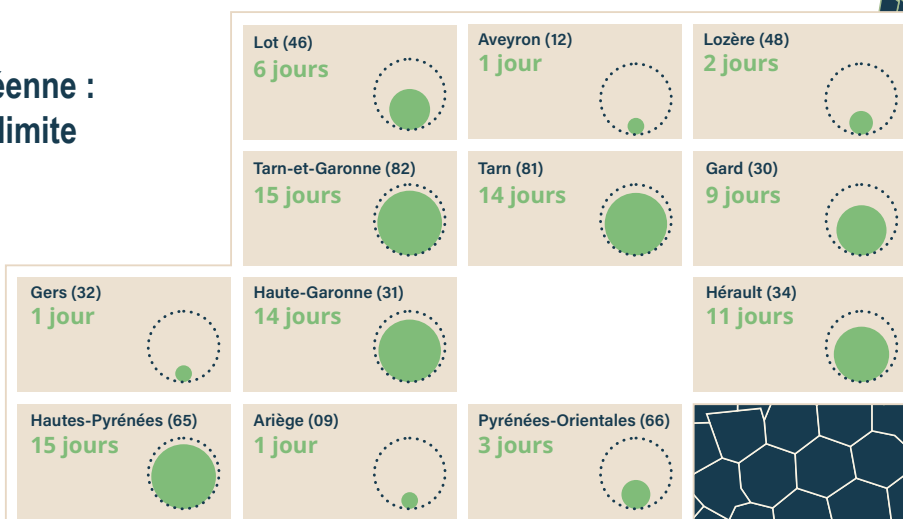 limite
Lot (46)
6 jours
Aveyron (12)
1 jour
Lozère (48)
2 jours
Tarn-et-Garonne (82)
15 jours
Tarn (81)
14 jours
Gard (30)
9 jours
Gers (32)
1 jour
Haute-Garonne (31)
14 jours
Hérault (34)
11 jours
Hautes-Pyrénées (65)
15 jours
Ariège (09)
1 jour
Pyrénées-Orientales (66)
3 jours